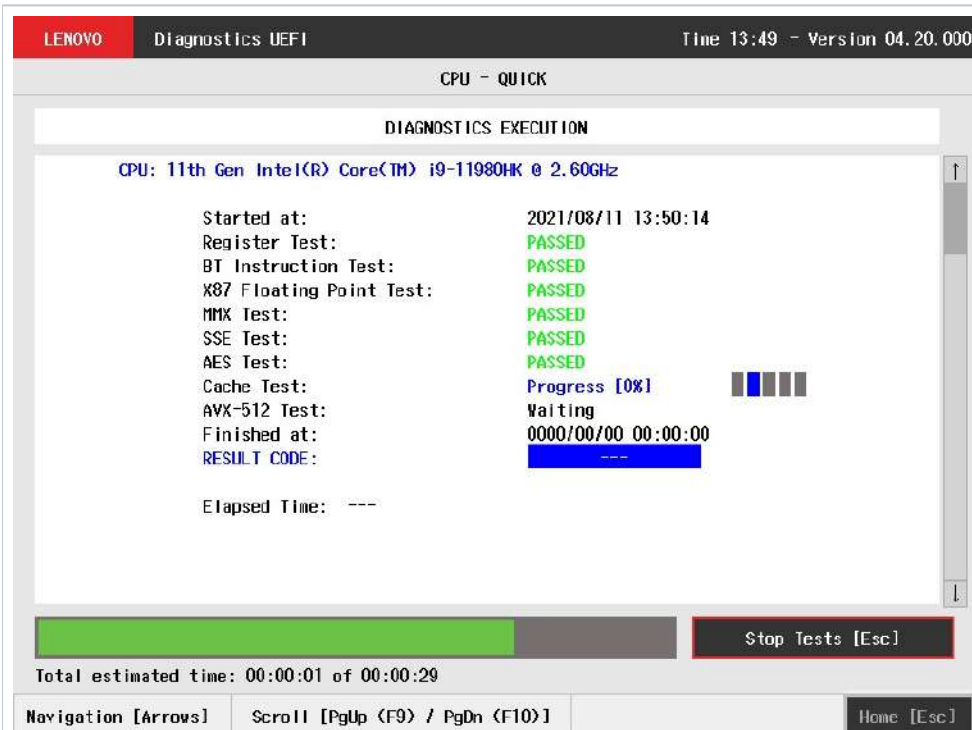 LENOVO Diagnostics UEFI Time 13:49 - Version 04.20.000
CPU - QUICK
DIAGNOSTICS EXECUTION
CPU: 11th Gen Intel(R) Core(TM) i9-11980HK @ 2.60GHz
Started at: 2021/08/11 13:50:14
Register Test: PASSED
BT Instruction Test: PASSED
X87 Floating Point Test: PASSED
MMX Test: PASSED
SSE Test: PASSED
AES Test: PASSED
Cache Test: Progress [0%]
AVX-512 Test: Waiting
Finished at: 0000/00/00 00:00:00
RESULT CODE: ---
Elapsed Time: ---
Stop Tests [Esc]
Total estimated time: 00:00:01 of 00:00:29
Navigation [Arrows] Scroll [PgUp (F9) / PgDn (F10)] Home [Esc]